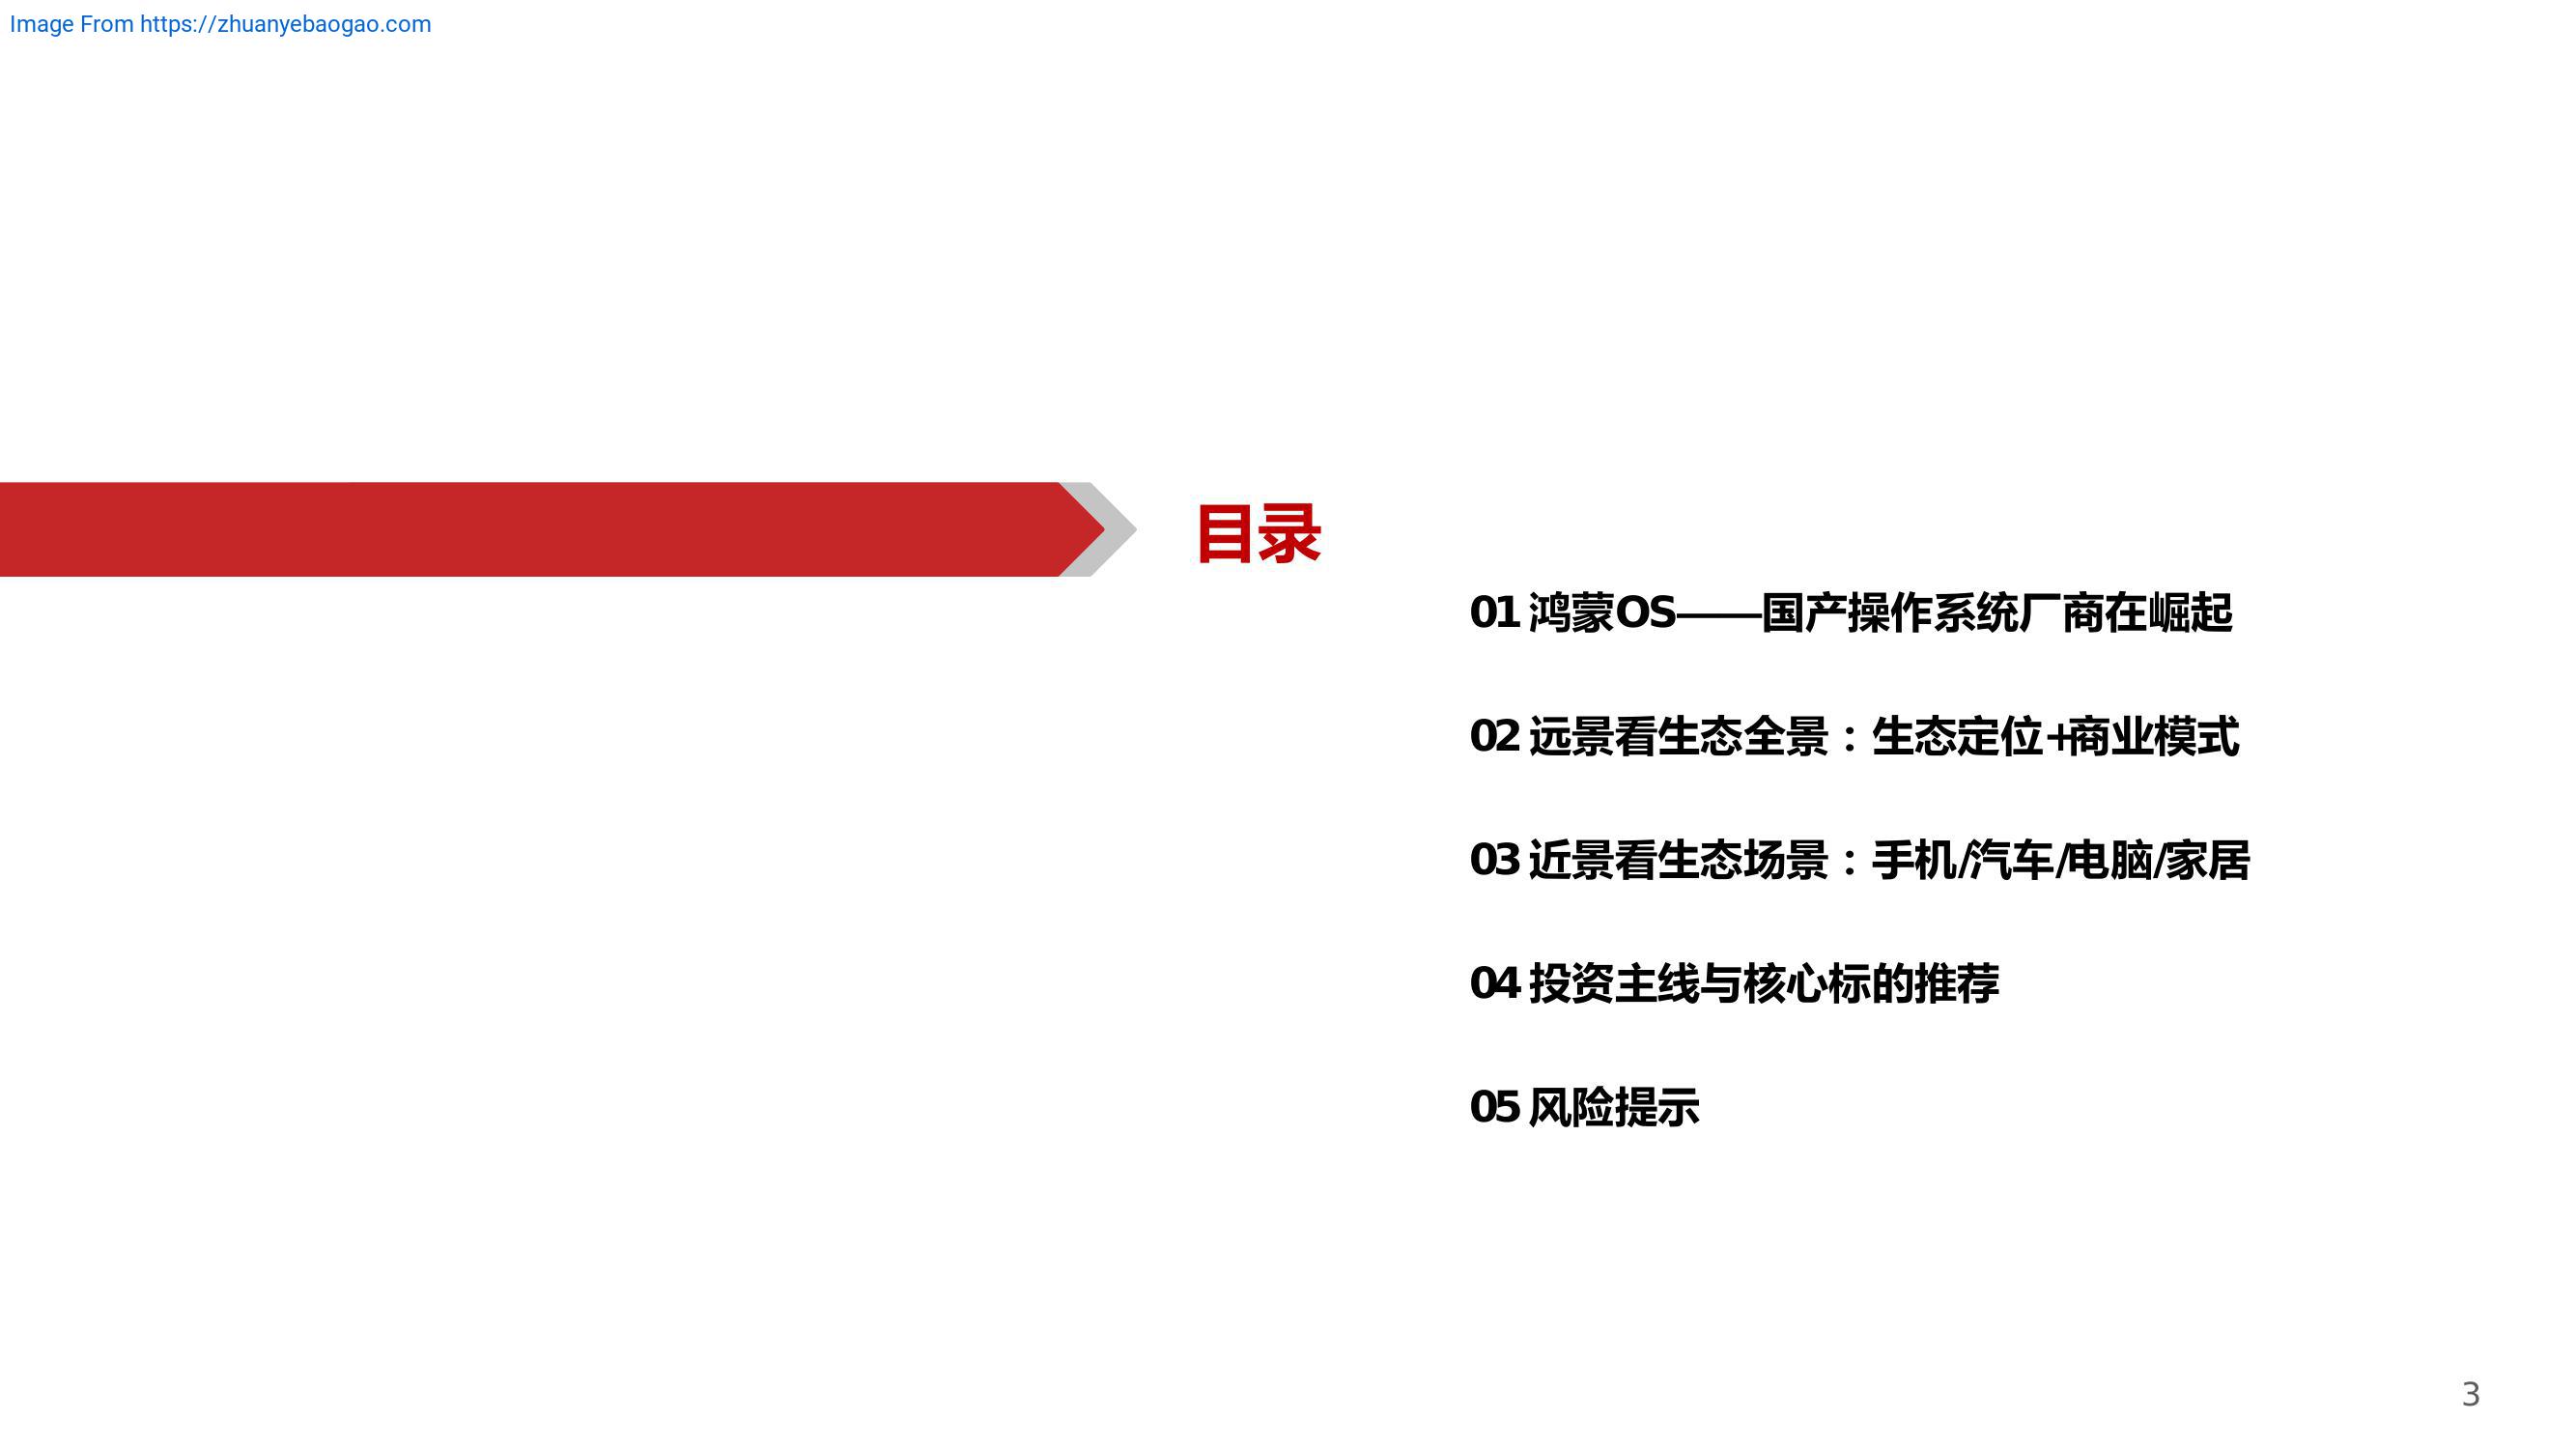 Image From https://zhuanyebaogao.com
目录
01 鸿蒙OS——国产操作系统厂商在崛起
02 远景看生态全景：生态定位+商业模式
03 近景看生态场景：手机/汽车/电脑/家居
04 投资主线与核心标的推荐
05 风险提示
3